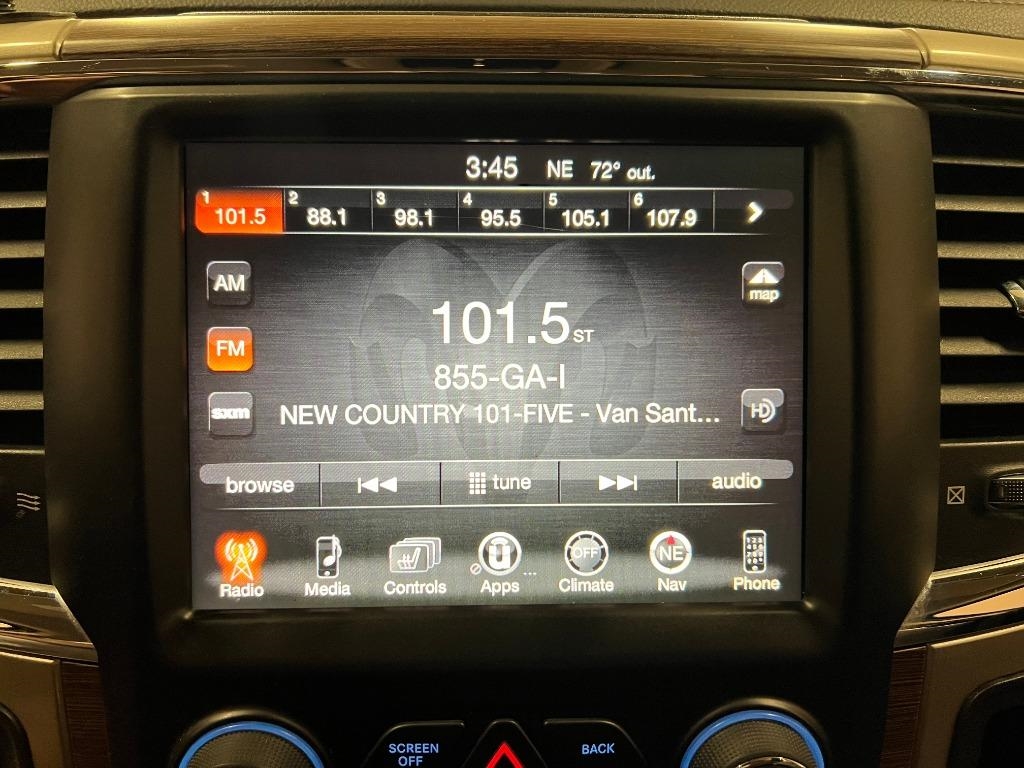 3:45 NE 72° out.
1 101.5 2 88.1 3 98.1 4 95.5 5 105.1 6 107.9
AM
map
101.5 ST
FM
855-GA-I
sxm
NEW COUNTRY 101-FIVE - Van Sant...
HD
browse tune audio
OFF NE
Radio Media Controls Apps ... Climate Nav Phone
SCREEN OFF
BACK